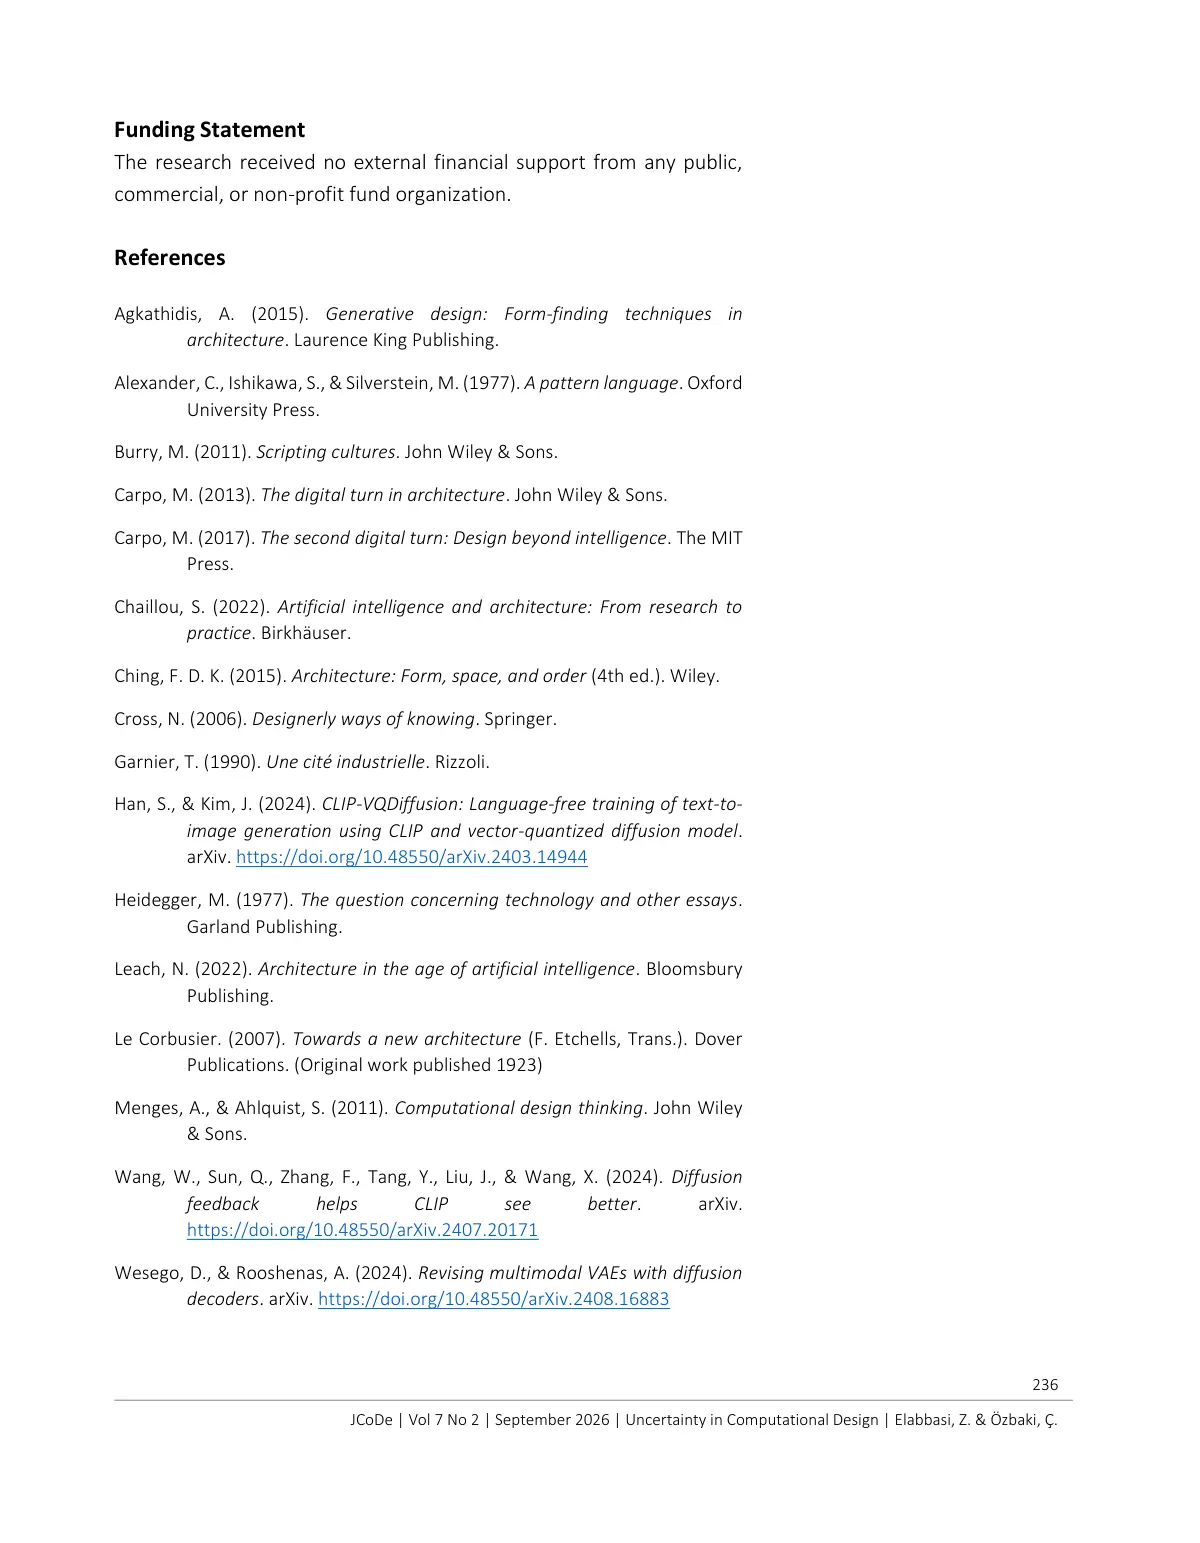 Funding Statement
The research received no external financial support from any public,
commercial, or non-profit fund organization.
References
Agkathidis, A. (2015). Generative design: Form-finding techniques in
architecture. Laurence King Publishing.
Alexander, C., Ishikawa, S., & Silverstein, M. (1977). A pattern language. Oxford
University Press.
Burry, M. (2011). Scripting cultures. John Wiley & Sons.
Carpo, M. (2013). The digital turn in architecture. John Wiley & Sons.
Carpo, M. (2017). The second digital turn: Design beyond intelligence. The MIT
Press.
Chaillou, S. (2022). Artificial intelligence and architecture: From research to
practice. Birkhäuser.
Ching, F. D. K. (2015). Architecture: Form, space, and order (4th ed.). Wiley.
Cross, N. (2006). Designerly ways of knowing. Springer.
Garnier, T. (1990). Une cité industrielle. Rizzoli.
Han, S., & Kim, J. (2024). CLIP-VQDiffusion: Language-free training of text-to-
image generation using CLIP and vector-quantized diffusion model.
arXiv. https://doi.org/10.48550/arXiv.2403.14944
Heidegger, M. (1977). The question concerning technology and other essays.
Garland Publishing.
Leach, N. (2022). Architecture in the age of artificial intelligence. Bloomsbury
Publishing.
Le Corbusier. (2007). Towards a new architecture (F. Etchells, Trans.). Dover
Publications. (Original work published 1923)
Menges, A., & Ahlquist, S. (2011). Computational design thinking. John Wiley
& Sons.
Wang, W., Sun, Q., Zhang, F., Tang, Y., Liu, J., & Wang, X. (2024). Diffusion
feedback helps CLIP see better. arXiv.
https://doi.org/10.48550/arXiv.2407.20171
Wesego, D., & Rooshenas, A. (2024). Revising multimodal VAEs with diffusion
decoders. arXiv. https://doi.org/10.48550/arXiv.2408.16883
236
JCoDe | Vol 7 No 2 | September 2026 | Uncertainty in Computational Design | Elabbasi, Z. & Özbaki, Ç.